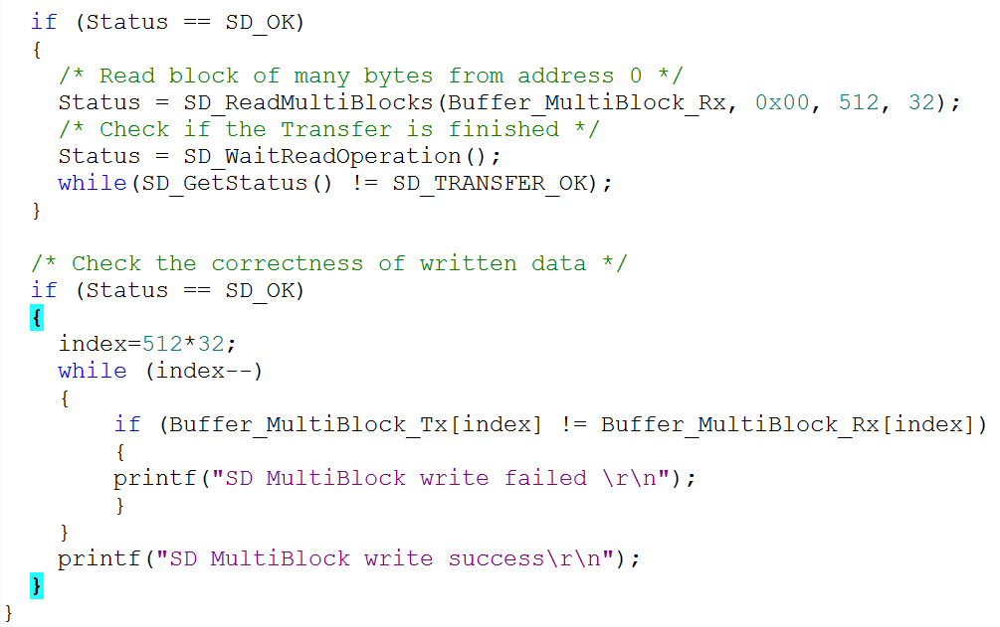 if (Status == SD_OK)
{
/* Read block of many bytes from address 0 */
Status = SD_ReadMultiBlocks(Buffer_MultiBlock_Rx, 0x00, 512, 32);
/* Check if the Transfer is finished */
Status = SD_WaitReadOperation();
while(SD_GetStatus() != SD_TRANSFER_OK);
}
/* Check the correctness of written data */
if (Status == SD_OK)
{
index=512*32;
while (index--)
{
if (Buffer_MultiBlock_Tx[index] != Buffer_MultiBlock_Rx[index])
{
printf("SD MultiBlock write failed \r\n");
}
}
printf("SD MultiBlock write success\r\n");
}
}